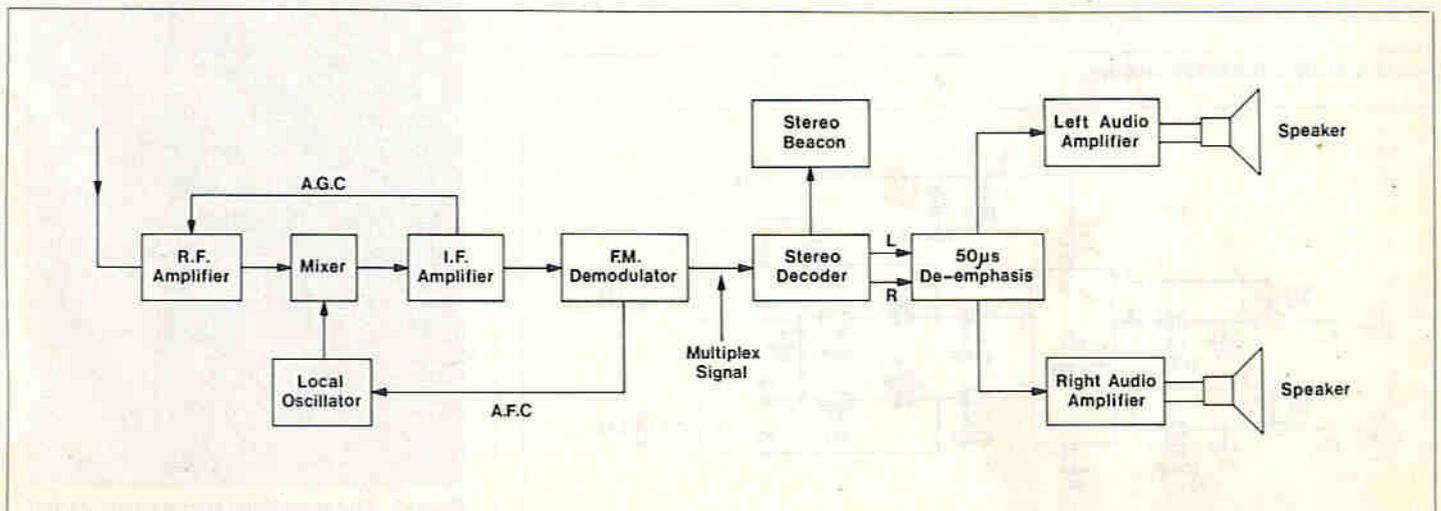 Stereo
Beacon
Left Audio
Amplifier
Speaker
A.G.C
R.F.
Amplifier
Mixer
I.F.
Amplifier
F.M.
Demodulator
Stereo
Decoder
L
R
50µs
De-emphasis
Multiplex
Signal
Local
Oscillator
A.F.C
Right Audio
Amplifier
Speaker